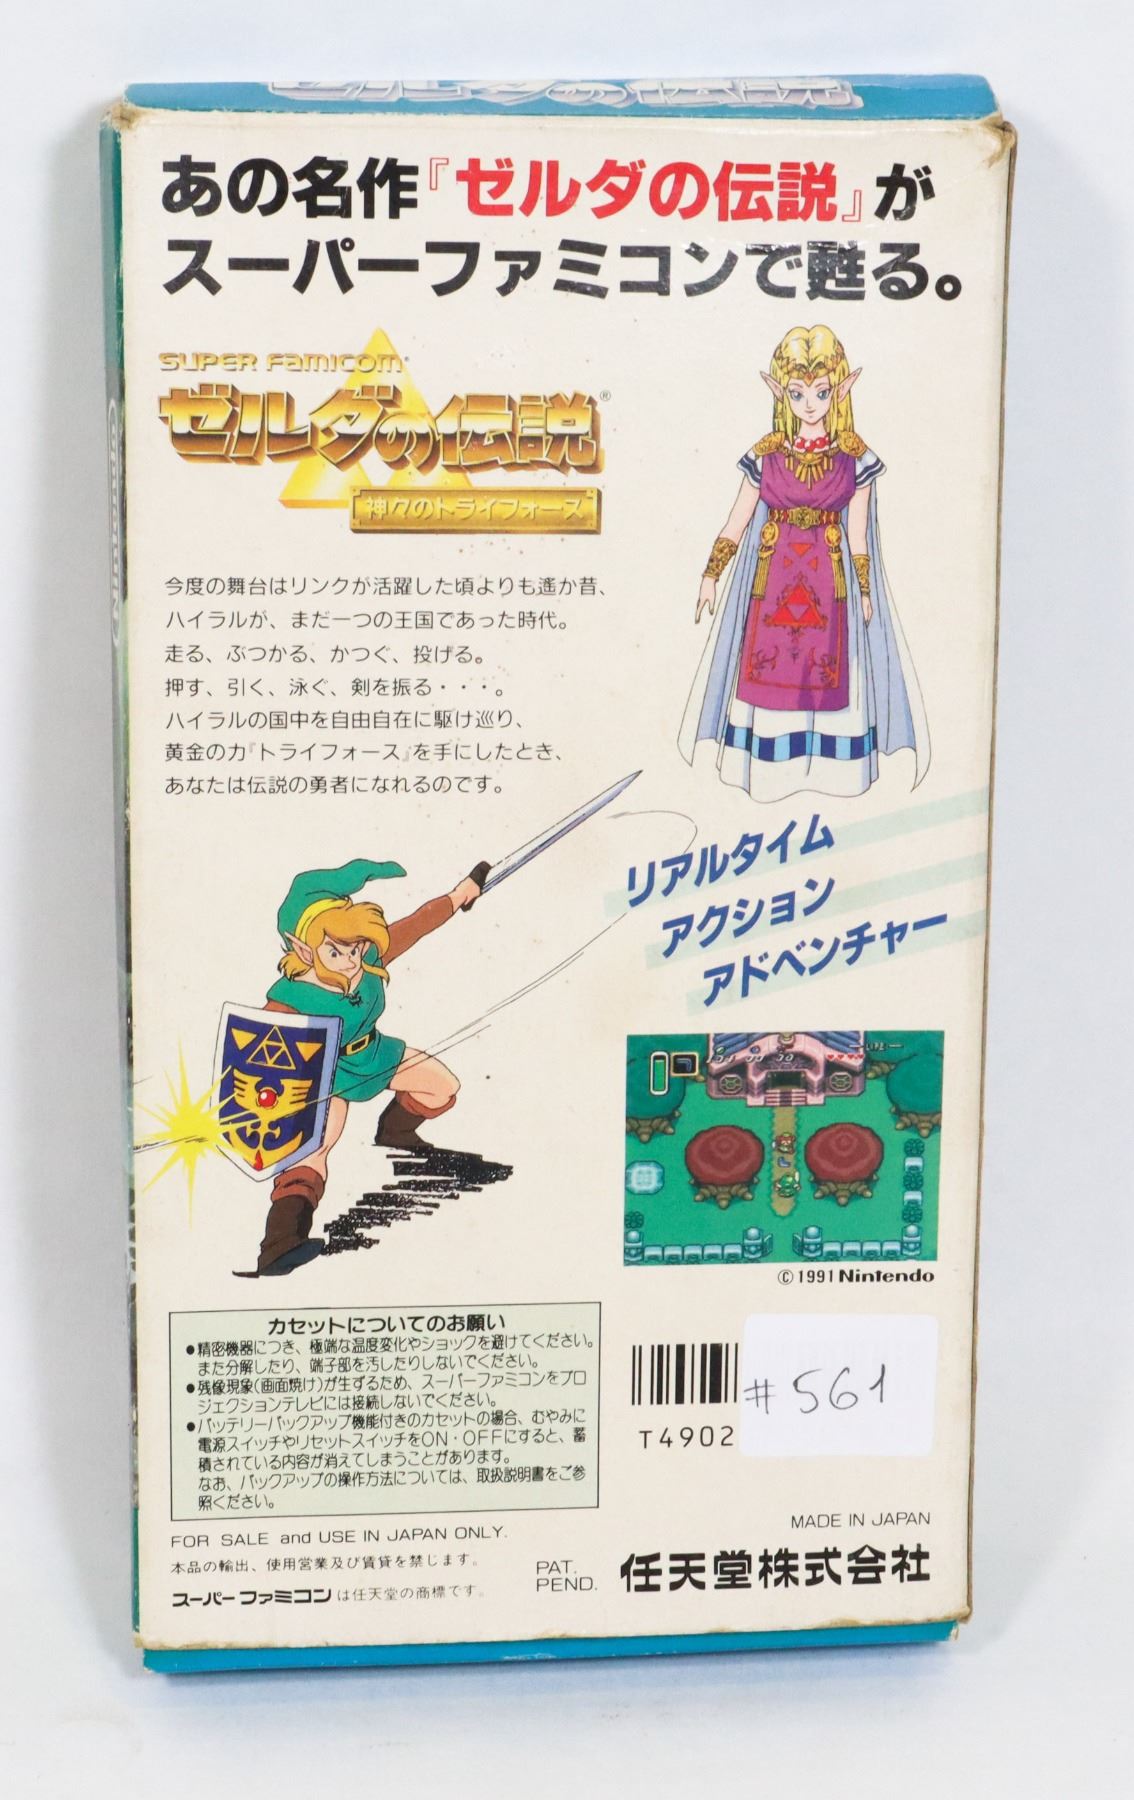 ゼルダの伝説
あの名作『ゼルダの伝説』が
スーパーファミコンで甦る。
SUPER FAMICOM
ゼルダの伝説®
神々のトライフォース
今度の舞台はリンクが活躍した頃よりも遙か昔、
ハイラルが、まだ一つの王国であった時代。
走る、ぶつかる、かつぐ、投げる。
押す、引く、泳ぐ、剣を振る・・・。
ハイラルの国中を自由自在に駆け巡り、
黄金の力『トライフォース』を手にしたとき、
あなたは伝説の勇者になれるのです。
リアルタイム
アクション
アドベンチャー
©1991 Nintendo
カセットについてのお願い
●精密機器につき、極端な温度変化やショックを避けてください。
また分解したり、端子部を汚したりしないでください。
●残像現象(画面焼け)が生ずるため、スーパーファミコンをプロ
ジェクションテレビには接続しないでください。
●バッテリーバックアップ機能付きのカセットの場合、むやみに
電源スイッチやリセットスイッチをON・OFFにすると、蓄
積されている内容が消えてしまうことがあります。
なお、バックアップの操作方法については、取扱説明書をご参
照ください。
T4902
#561
FOR SALE and USE IN JAPAN ONLY.
本品の輸出、使用営業及び賃貸を禁じます。
スーパーファミコンは任天堂の商標です。
PAT.
PEND.
MADE IN JAPAN
任天堂株式会社